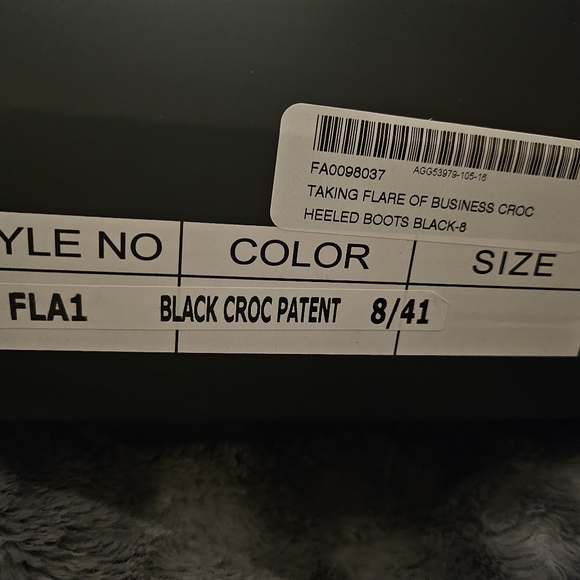 FA0098037 AGG53979-105-16
TAKING FLARE OF BUSINESS CROC
HEELED BOOTS BLACK-8
YLE NO COLOR SIZE
FLA1 BLACK CROC PATENT 8/41